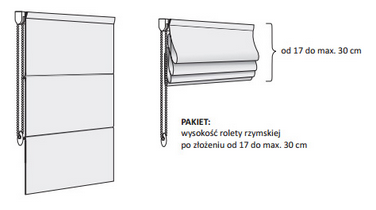 od 17 do max. 30 cm
PAKIET:
wysokość rolety rzymskiej
po złożeniu od 17 do max. 30 cm